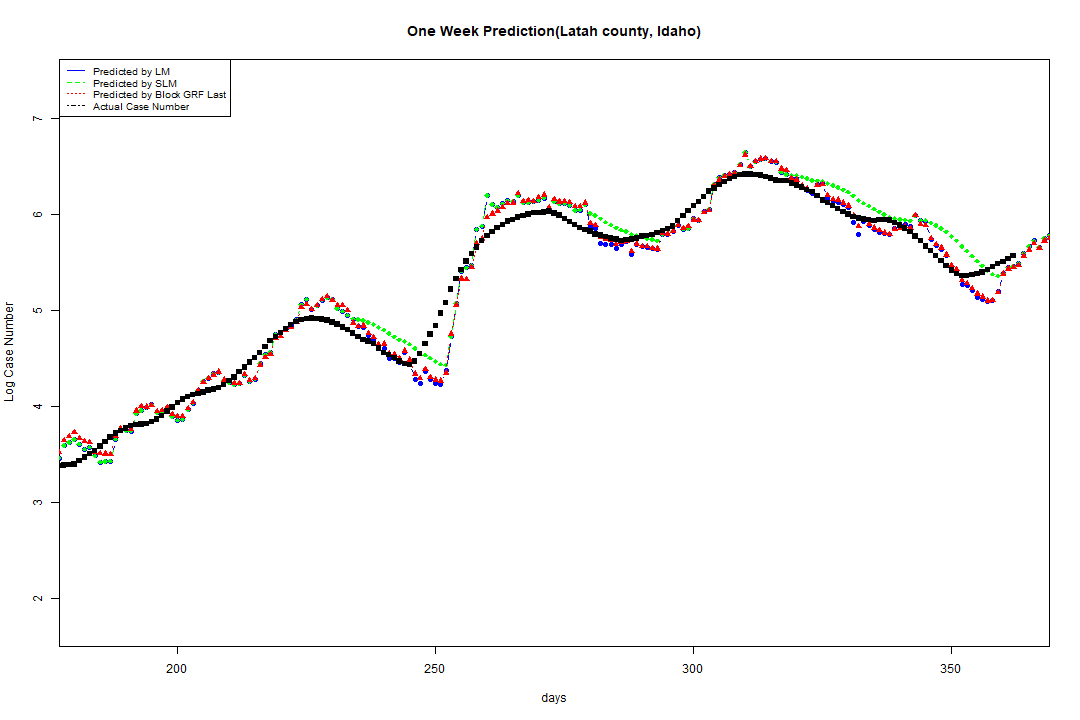 One Week Prediction(Latah county, Idaho)
Predicted by LM
Predicted by SLM
Predicted by Block GRF Last
Actual Case Number
7
6
5
4
3
2
Log Case Number
200 250 300 350
days